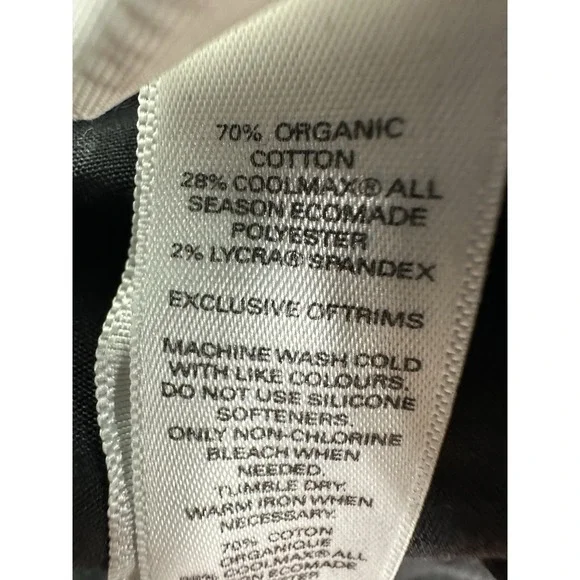 70% ORGANIC
COTTON
28% COOLMAX® ALL
SEASON ECOMADE
POLYESTER
2% LYCRA® SPANDEX
EXCLUSIVE OFTRIMS
MACHINE WASH COLD
WITH LIKE COLOURS.
DO NOT USE SILICONE
SOFTENERS.
ONLY NON-CHLORINE
BLEACH WHEN
NEEDED.
TUMBLE DRY.
WARM IRON WHEN
NECESSARY.
70% COTON
ORGANIQUE
COOLMAX® ALL
SEASON ECOMADE